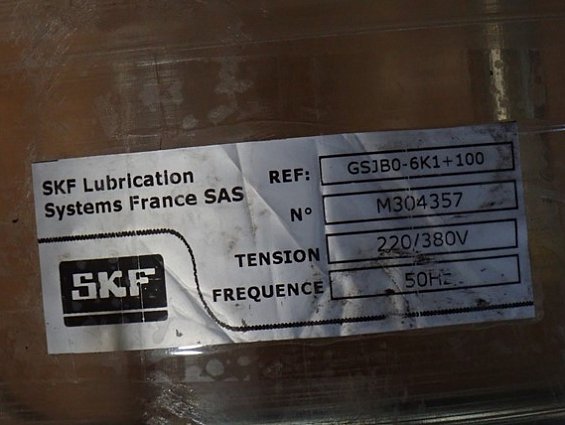 SKF Lubrication
Systems France SAS
REF: GSJB0-6K1+100
N° M304357
TENSION 220/380V
FREQUENCE 50HZ
SKF